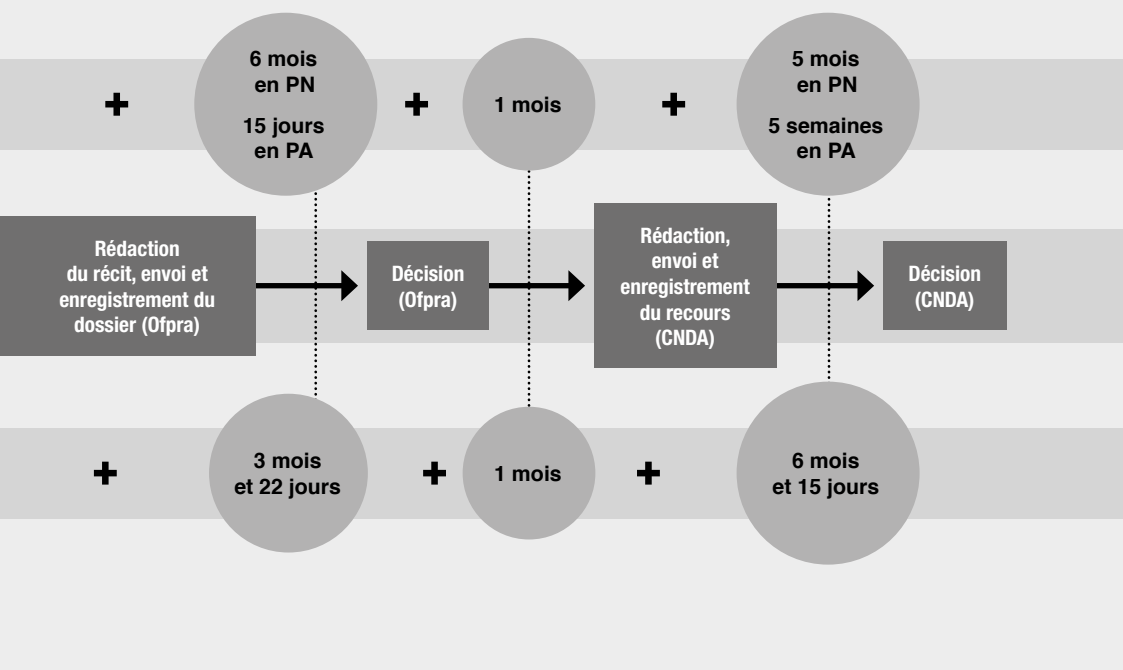 6 mois
en PN
15 jours
en PA
+
+
1 mois
+
5 mois
en PN
5 semaines
en PA
Rédaction
du récit, envoi et
enregistrement du
dossier (Ofpra)
Décision
(Ofpra)
Rédaction,
envoi et
enregistrement
du recours
(CNDA)
Décision
(CNDA)
+
3 mois
et 22 jours
+
1 mois
+
6 mois
et 15 jours